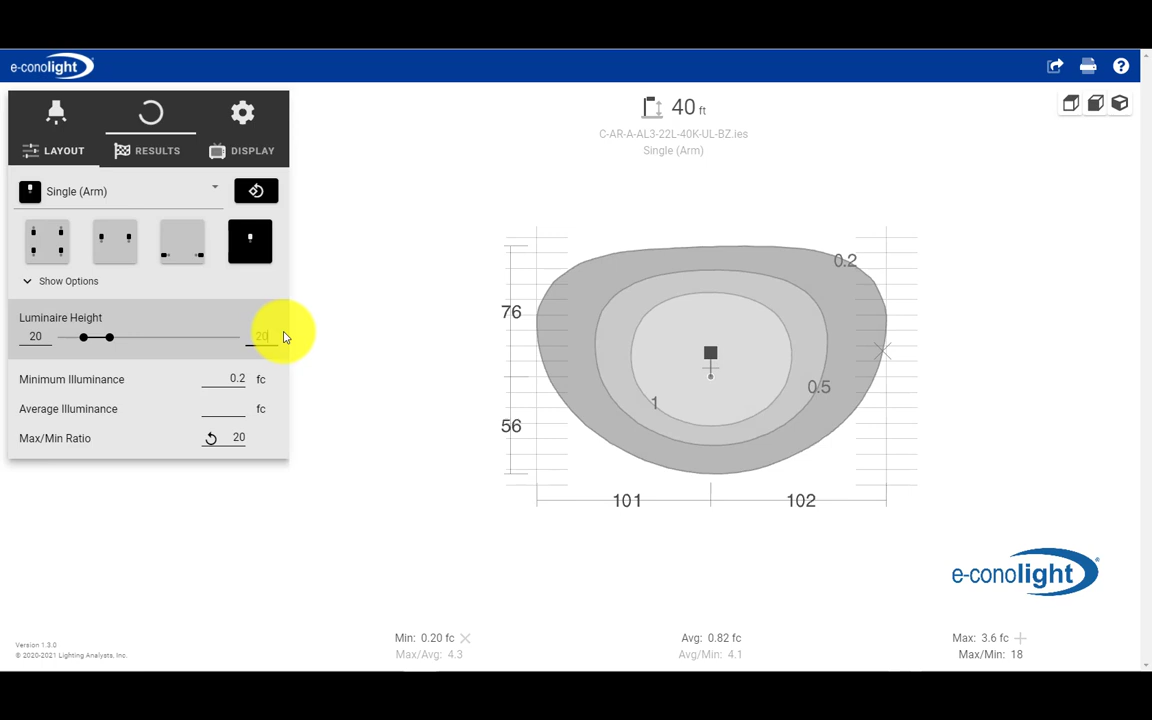 e-conolight
LAYOUT
RESULTS
DISPLAY
Single (Arm)
Show Options
Luminaire Height
20
20
Minimum Illuminance
0.2
fc
Average Illuminance
fc
Max/Min Ratio
20
40 ft
C-AR-A-AL3-22L-40K-UL-BZ.ies
Single (Arm)
0.2
76
0.5
1
56
101
102
e-conolight®
Version 1.3.0
© 2020-2021 Lighting Analysts, Inc.
Min: 0.20 fc
Max/Avg: 4.3
Avg: 0.82 fc
Avg/Min: 4.1
Max: 3.6 fc
Max/Min: 18